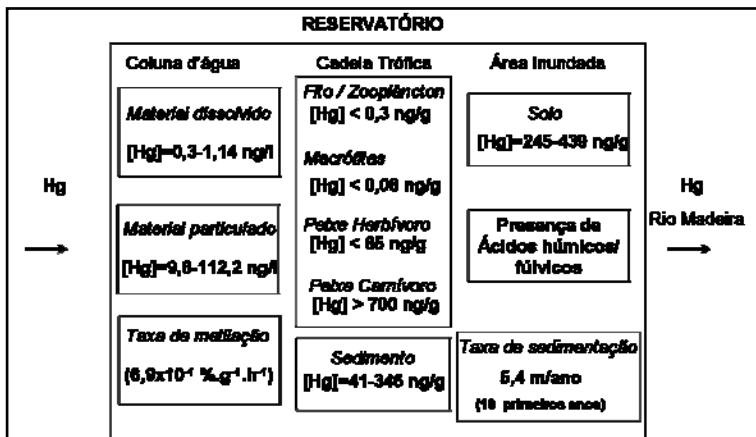 RESERVATÓRIO
Coluna d'água
Material dissolvido
[Hg]=0,3-1,14 ng/l
Material particulado
[Hg]=9,6-112,2 ng/l
Taxa de metilação
%.g⁻¹.h⁻¹)
Cadeia Trófica
Fito / Zooplâncton
[Hg] < 0,3 ng/g
Macrófitas
[Hg] < 0,06 ng/g
Peixe Herbívoro
[Hg] < 65 ng/g
Peixe Carnívoro
[Hg] > 700 ng/g
Sedimento
[Hg]=41-346 ng/g
Área Inundada
Solo
[Hg]=245-439 ng/g
Presença de
Ácidos húmicos/
fúlvicos
Taxa de sedimentação
5,4 m/ano
primeiros anos)
Hg
Hg
Rio Madeira